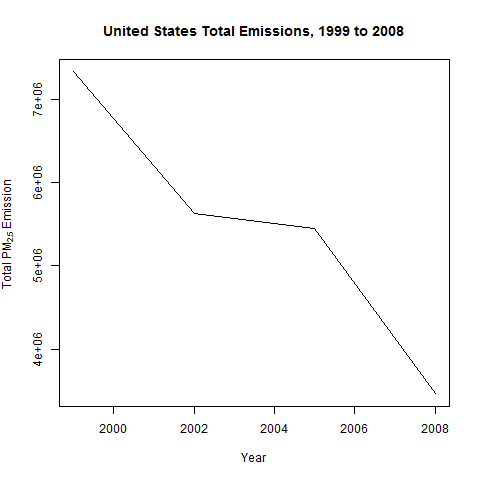 United States Total Emissions, 1999 to 2008
Total PM₂.₅ Emission
7e+06
6e+06
5e+06
4e+06
2000 2002 2004 2006 2008
Year